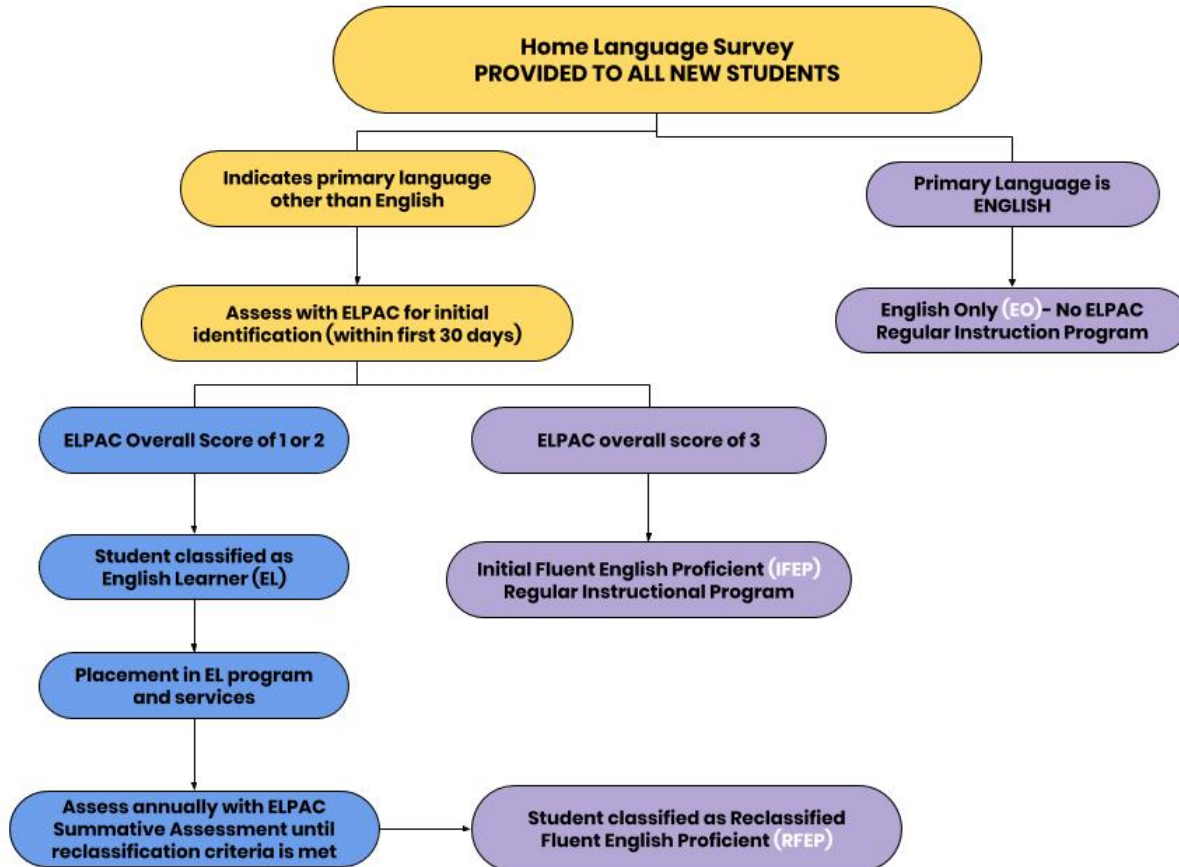 Home Language Survey
PROVIDED TO ALL NEW STUDENTS
Indicates primary language
other than English
Primary Language is
ENGLISH
Assess with ELPAC for initial
identification (within first 30 days)
English Only (EO)- No ELPAC
Regular Instruction Program
ELPAC Overall Score of 1 or 2
ELPAC overall score of 3
Student classified as
English Learner (EL)
Initial Fluent English Proficient (IFEP)
Regular Instructional Program
Placement in EL program
and services
Assess annually with ELPAC
Summative Assessment until
reclassification criteria is met
Student classified as Reclassified
Fluent English Proficient (RFEP)